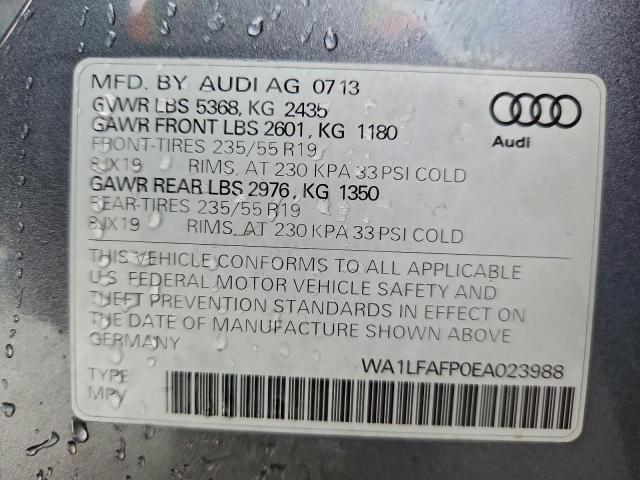 MFD. BY AUDI AG 07 13
GVWR LBS 5368, KG 2435
GAWR FRONT LBS 2601, KG 1180
FRONT-TIRES 235/55 R19
8JX19 RIMS, AT 230 KPA 33 PSI COLD
GAWR REAR LBS 2976, KG 1350
REAR-TIRES 235/55 R19
8JX19 RIMS, AT 230 KPA 33 PSI COLD
Audi
THIS VEHICLE CONFORMS TO ALL APPLICABLE
U.S. FEDERAL MOTOR VEHICLE SAFETY AND
THEFT PREVENTION STANDARDS IN EFFECT ON
THE DATE OF MANUFACTURE SHOWN ABOVE
GERMANY
WA1LFAFP0EA023988
TYPE
MPV